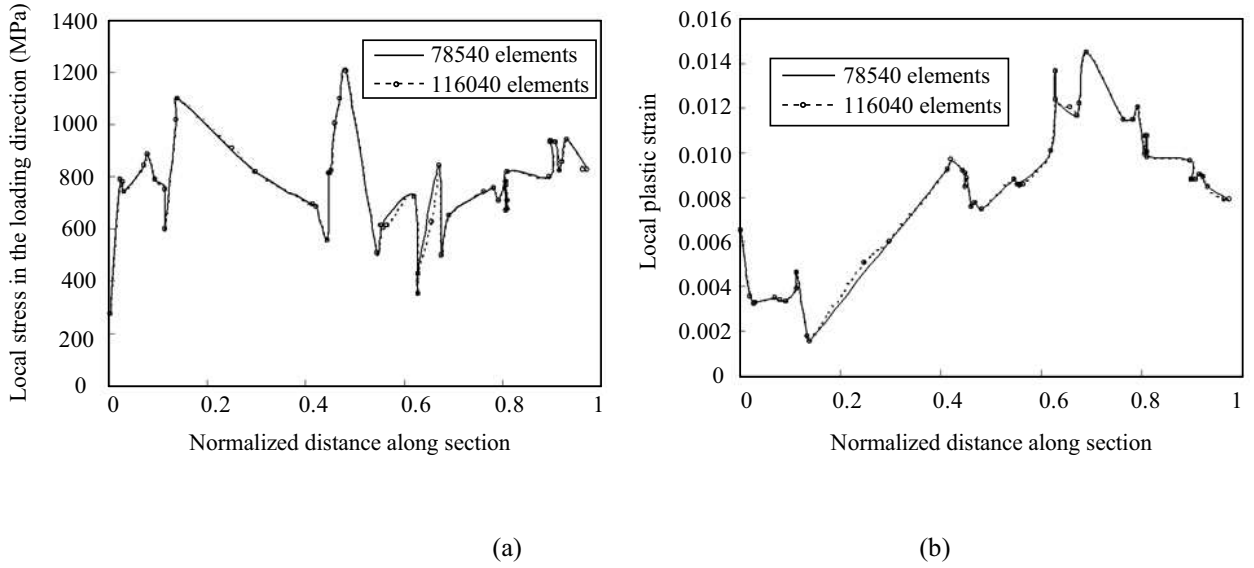 Local stress in the loading direction (MPa)
1400
1200
1000
800
600
400
200
0
78540 elements
116040 elements
0
0.2
0.4
0.6
0.8
1
Normalized distance along section
(a)
Local plastic strain
0.016
0.014
0.012
0.010
0.008
0.006
0.004
0.002
0
78540 elements
116040 elements
0
0.2
0.4
0.6
0.8
1
Normalized distance along section
(b)